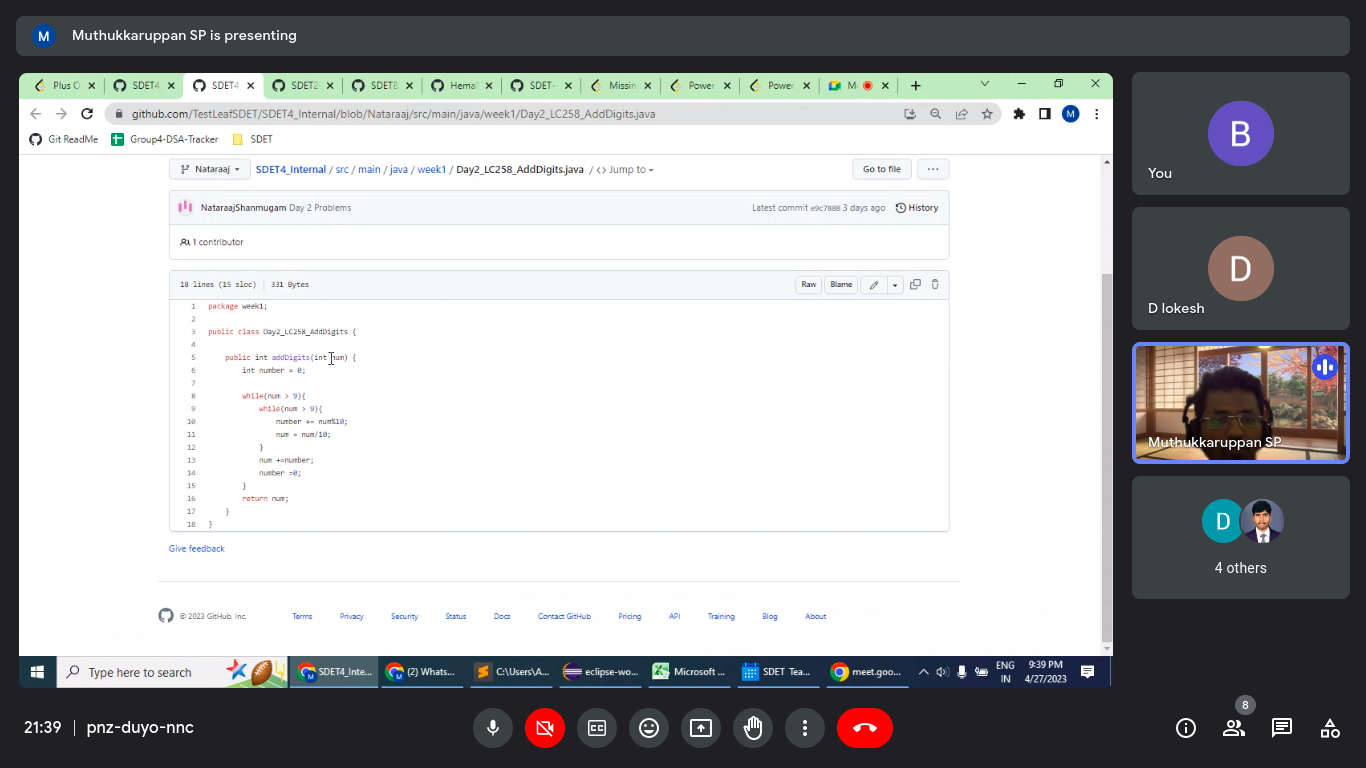 M Muthukkaruppan SP is presenting
Plus O
SDET4
SDET4
SDET2
SDETB
Hemal
SDET-
Missin
Power
Power
M
github.com/TestLeafSDET/SDET4_Internal/blob/Nataraaj/src/main/java/week1/Day2_LC258_AddDigits.java
M
Git ReadMe Group4-DSA-Tracker SDET
Nataraaj SDET4_Internal / src / main / java / week1 / Day2_LC258_AddDigits.java / <> Jump to
Go to file ...
NataraajShanmugam Day 2 Problems
Latest commit e9c7888 3 days ago History
1 contributor
18 lines (15 sloc) 331 Bytes
Raw Blame
1 package week1;
2
3 public class Day2_LC258_AddDigits {
4
5 public int addDigits(int num) {
6 int number = 0;
7
8 while(num > 9){
9 while(num > 9){
10 number += num%10;
11 num = num/10;
12 }
13 num +=number;
14 number =0;
15 }
16 return num;
17 }
18 }
Give feedback
© 2023 GitHub, Inc. Terms Privacy Security Status Docs Contact GitHub Pricing API Training Blog About
Type here to search
SDET4_Inte...
(2) Whats...
C:\Users\A...
eclipse-wo...
Microsoft ...
SDET Tea...
meet.goo...
ENG
IN
9:39 PM
4/27/2023
B
You
D
D lokesh
Muthukkaruppan SP
D
4 others
21:39 | pnz-duyo-nnc
8